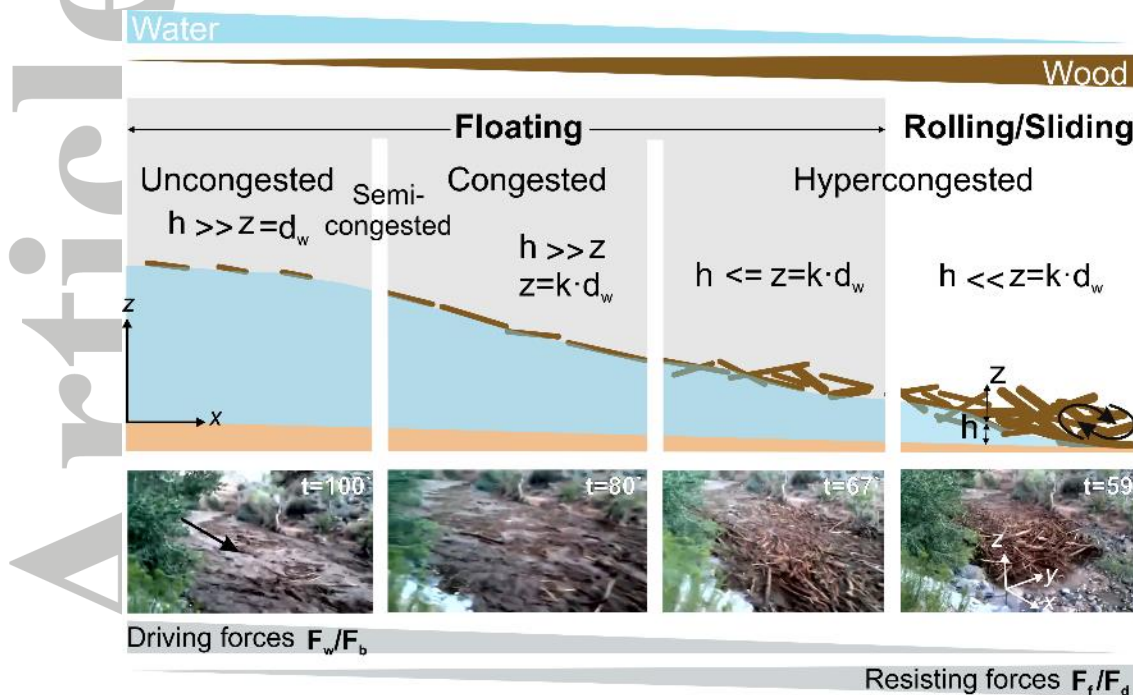 Article
Water
Wood
Floating
Rolling/Sliding
Uncongested
Semi-
congested
Congested
Hypercongested
h >> z=d_w
h >> z
z=k·d_w
h <= z=k·d_w
h << z=k·d_w
z
x
z
h
t=100`
t=80`
t=67`
t=59`
z
y
x
Driving forces F_w/F_b
Resisting forces F_f/F_d